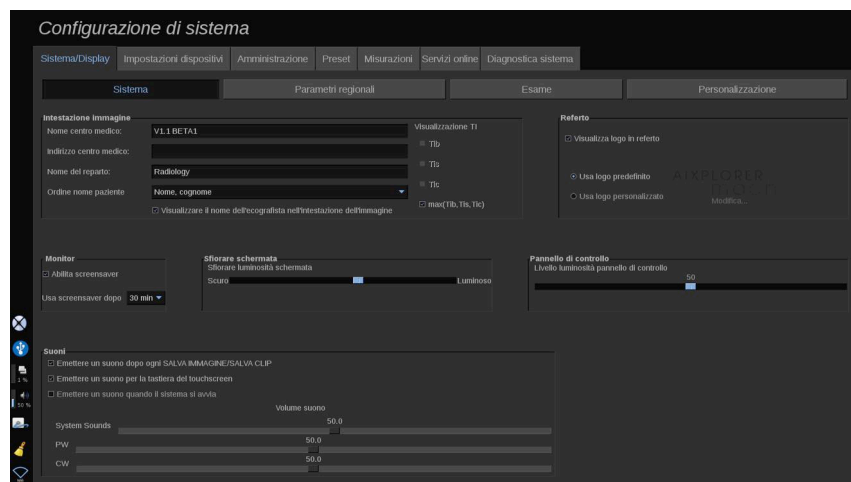 Configurazione di sistema
Sistema/Display
Impostazioni dispositivi
Amministrazione
Preset
Misurazioni
Servizi online
Diagnostica sistema
Sistema
Parametri regionali
Esame
Personalizzazione
Intestazione immagine
Nome centro medico:
V1.1 BETA1
Indirizzo centro medico:
Nome del reparto:
Radiology
Ordine nome paziente
Nome, cognome
Visualizzare il nome dell'ecografista nell'intestazione dell'immagine
Visualizzazione TI
TIb
TIs
TIc
max(TIb,TIs,TIc)
Referto
Visualizza logo in referto
Usa logo predefinito
Usa logo personalizzato
AIXPLORER
mach
Modifica...
Monitor
Abilita screensaver
Usa screensaver dopo
30 min
Sfiorare schermata
Sfiorare luminosità schermata
Scuro
Luminoso
Pannello di controllo
Livello luminosità pannello di controllo
50
Suoni
Emettere un suono dopo ogni SALVA IMMAGINE/SALVA CLIP
Emettere un suono per la tastiera del touchscreen
Emettere un suono quando il sistema si avvia
Volume suono
System Sounds
50.0
PW
50.0
CW
50.0
1 %
50 %